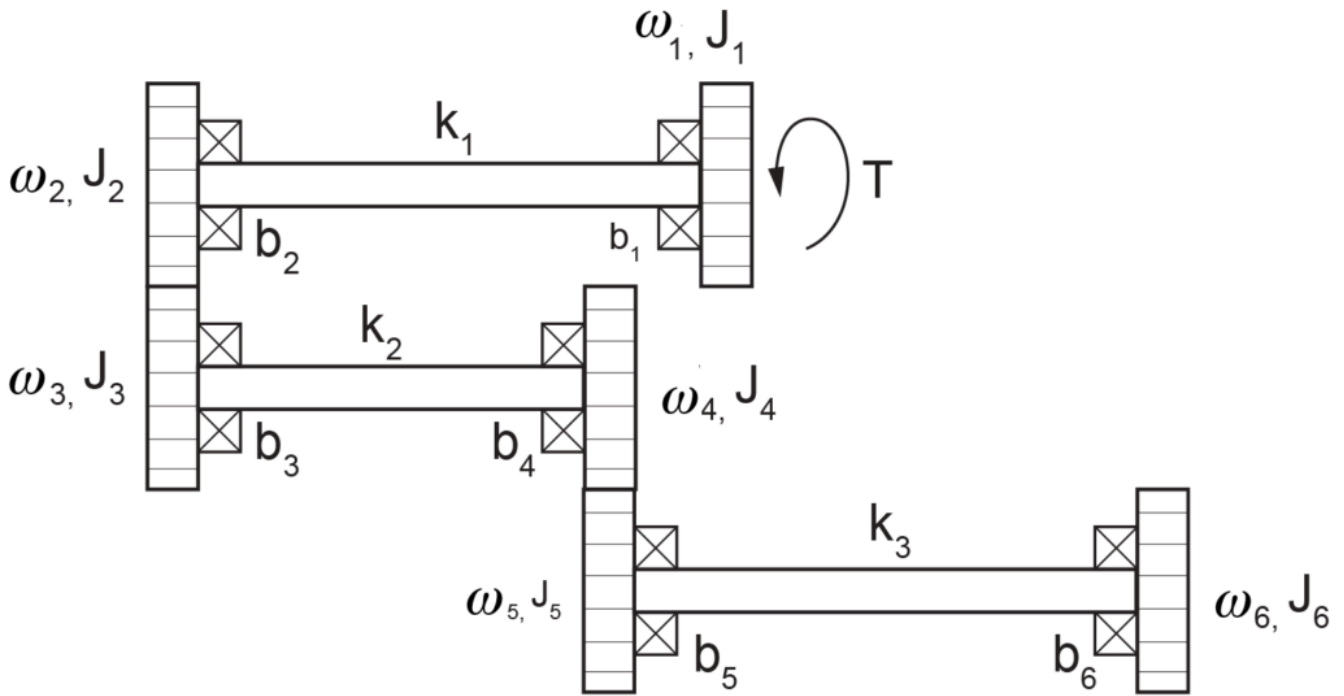 ω₁, J₁
k₁
ω₂, J₂
T
b₂
b₁
k₂
ω₃, J₃
ω₄, J₄
b₃
b₄
k₃
ω₅, J₅
ω₆, J₆
b₅
b₆